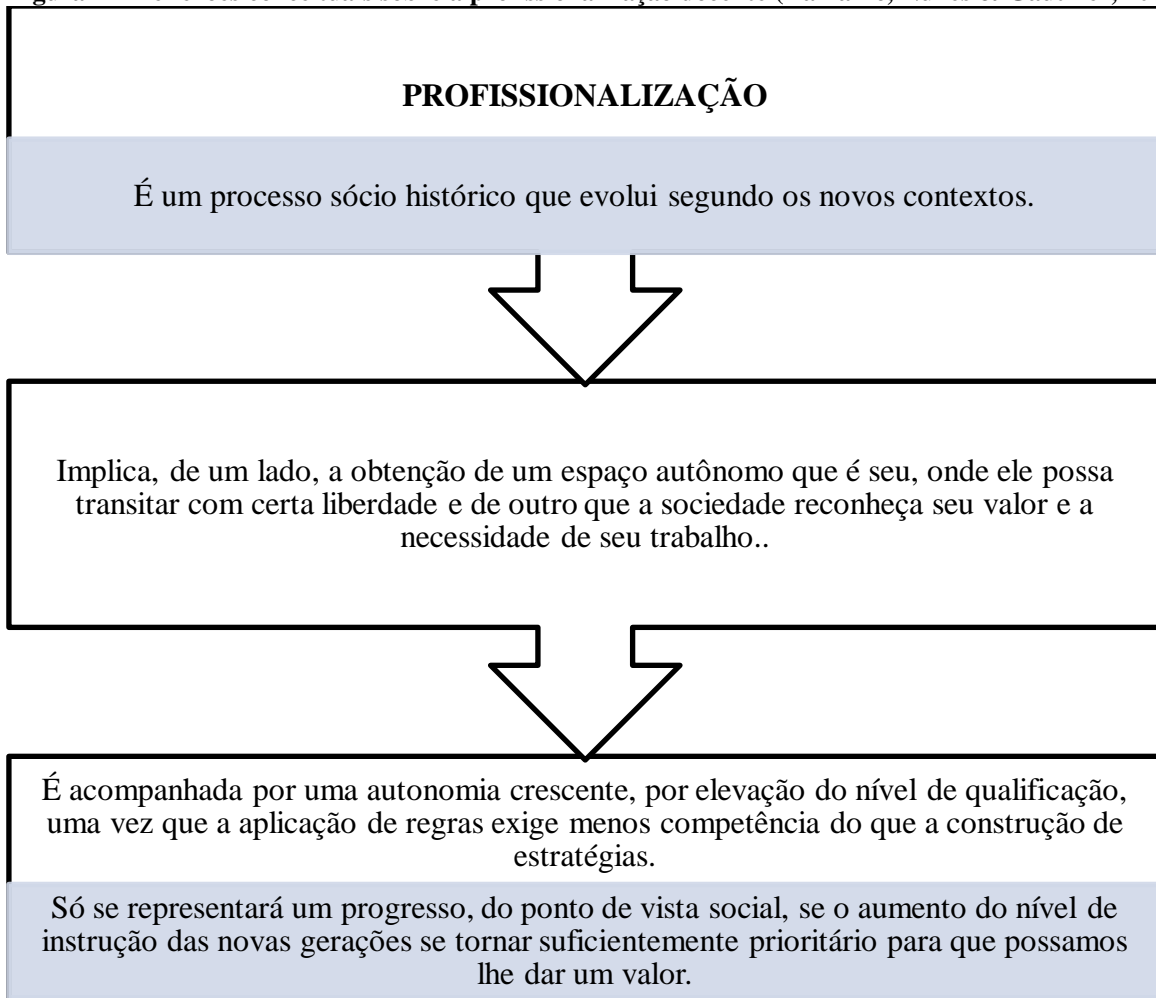 PROFISSIONALIZAÇÃO
É um processo sócio histórico que evolui segundo os novos contextos.
Implica, de um lado, a obtenção de um espaço autônomo que é seu, onde ele possa
transitar com certa liberdade e de outro que a sociedade reconheça seu valor e a
necessidade de seu trabalho..
É acompanhada por uma autonomia crescente, por elevação do nível de qualificação,
uma vez que a aplicação de regras exige menos competência do que a construção de
estratégias.
Só se representará um progresso, do ponto de vista social, se o aumento do nível de
instrução das novas gerações se tornar suficientemente prioritário para que possamos
lhe dar um valor.